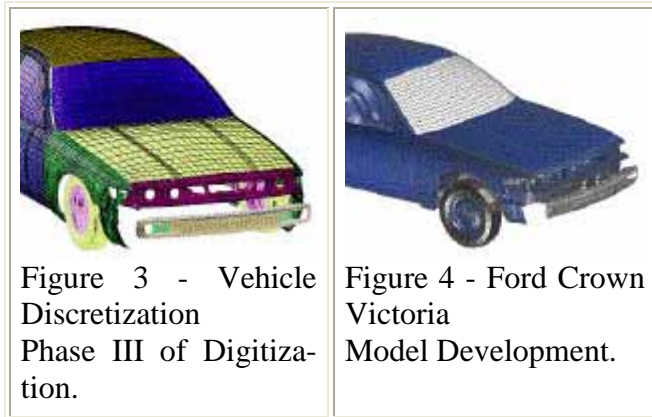 Figure 3 - Vehicle
Discretization
Phase III of Digitiza-
tion.
Figure 4 - Ford Crown
Victoria
Model Development.